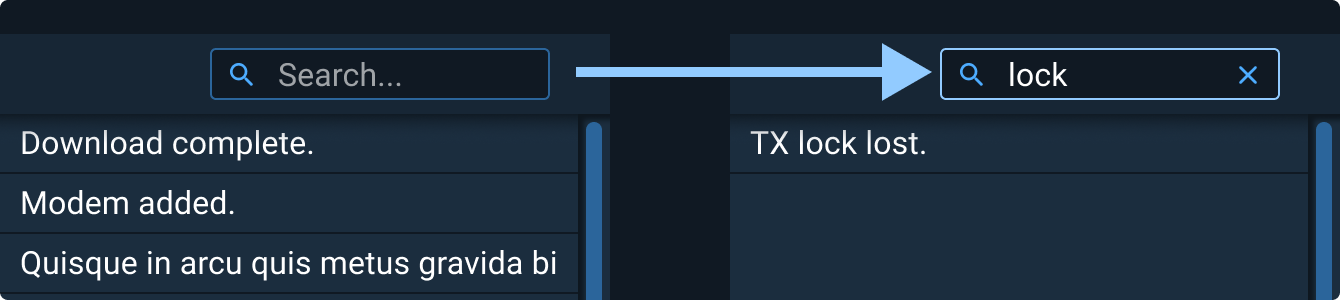 Search...
Download complete.
Modem added.
Quisque in arcu quis metus gravida bi
lock
TX lock lost.